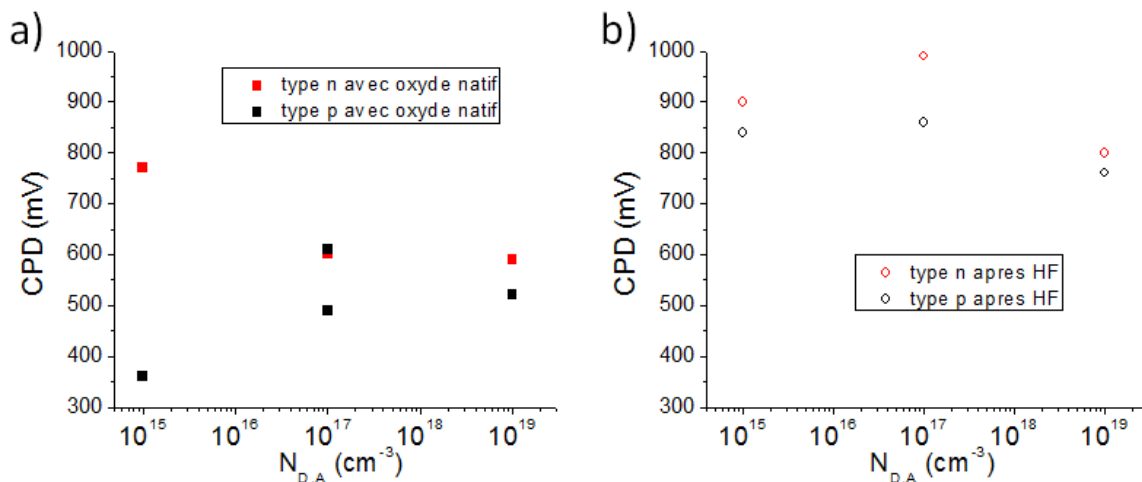 a)
1000
900
800
700
600
500
400
300
CPD (mV)
type n avec oxyde natif
type p avec oxyde natif
10^15 10^16 10^17 10^18 10^19
N_D,A (cm^-3)
b)
1000
900
800
700
600
500
400
300
CPD (mV)
type n apres HF
type p apres HF
10^15 10^16 10^17 10^18 10^19
N_D,A (cm^-3)